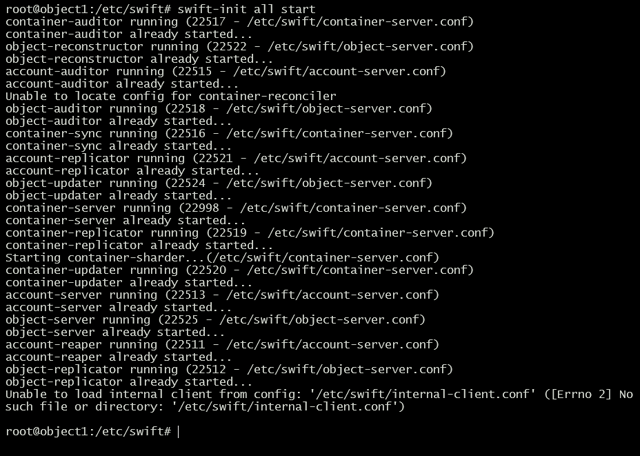 root@object1:/etc/swift# swift-init all start
container-auditor running (22517 - /etc/swift/container-server.conf)
container-auditor already started...
object-reconstructor running (22522 - /etc/swift/object-server.conf)
object-reconstructor already started...
account-auditor running (22515 - /etc/swift/account-server.conf)
account-auditor already started...
Unable to locate config for container-reconciler
object-auditor running (22518 - /etc/swift/object-server.conf)
object-auditor already started...
container-sync running (22516 - /etc/swift/container-server.conf)
container-sync already started...
account-replicator running (22521 - /etc/swift/account-server.conf)
account-replicator already started...
object-updater running (22524 - /etc/swift/object-server.conf)
object-updater already started...
container-server running (22998 - /etc/swift/container-server.conf)
container-server already started...
container-replicator running (22519 - /etc/swift/container-server.conf)
container-replicator already started...
Starting container-sharder...(/etc/swift/container-server.conf)
container-updater running (22520 - /etc/swift/container-server.conf)
container-updater already started...
account-server running (22513 - /etc/swift/account-server.conf)
account-server already started...
object-server running (22525 - /etc/swift/object-server.conf)
object-server already started...
account-reaper running (22511 - /etc/swift/account-server.conf)
account-reaper already started...
object-replicator running (22512 - /etc/swift/object-server.conf)
object-replicator already started...
Unable to load internal client from config: '/etc/swift/internal-client.conf' ([Errno 2] No
such file or directory: '/etc/swift/internal-client.conf')
root@object1:/etc/swift#